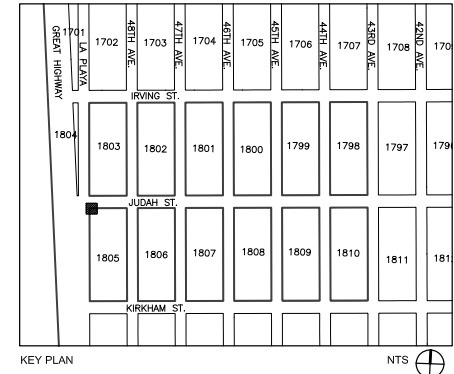 GREAT HIGHWAY
1701
LA PLAYA
1702
48TH AVE.
1703
47TH AVE.
1704
46TH AVE.
1705
45TH AVE.
1706
44TH AVE.
1707
43RD AVE.
1708
42ND AVE.
IRVING ST.
1804
1803
1802
1801
1800
1799
1798
1797
JUDAH ST.
1805
1806
1807
1808
1809
1810
1811
KIRKHAM ST.
KEY PLAN
NTS